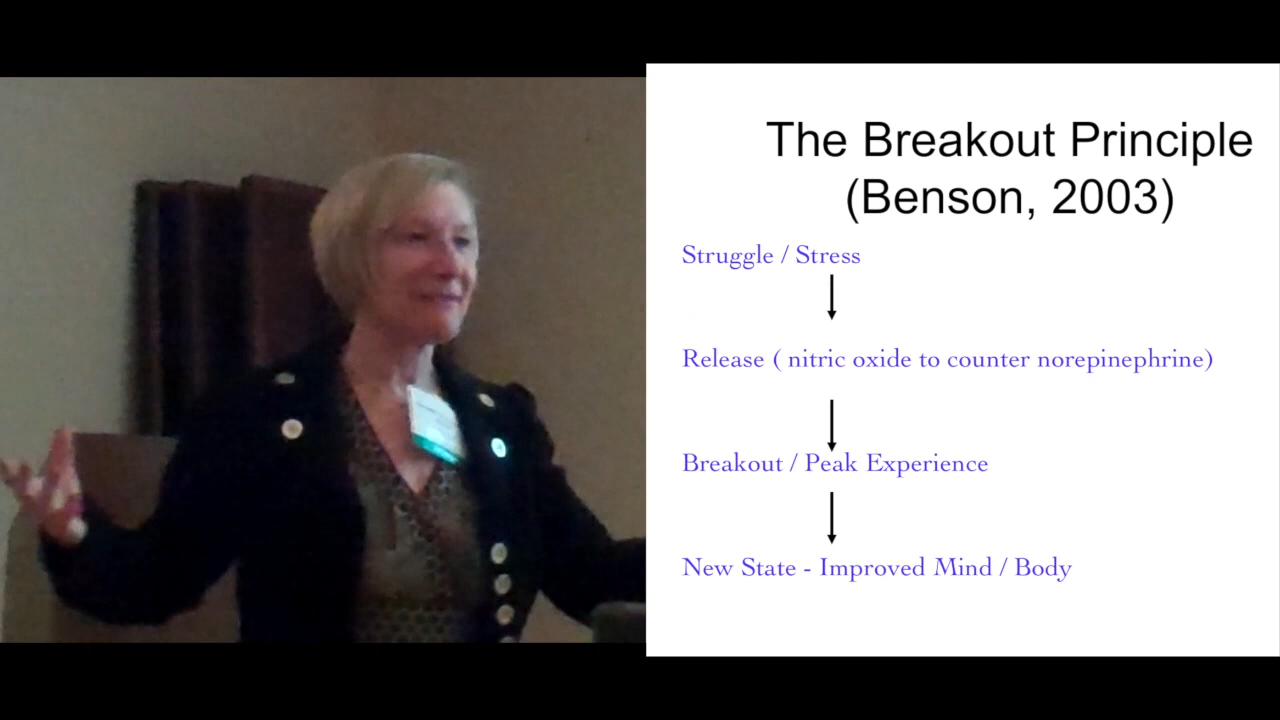 The Breakout Principle
(Benson, 2003)
Struggle / Stress
Release ( nitric oxide to counter norepinephrine)
Breakout / Peak Experience
New State - Improved Mind / Body